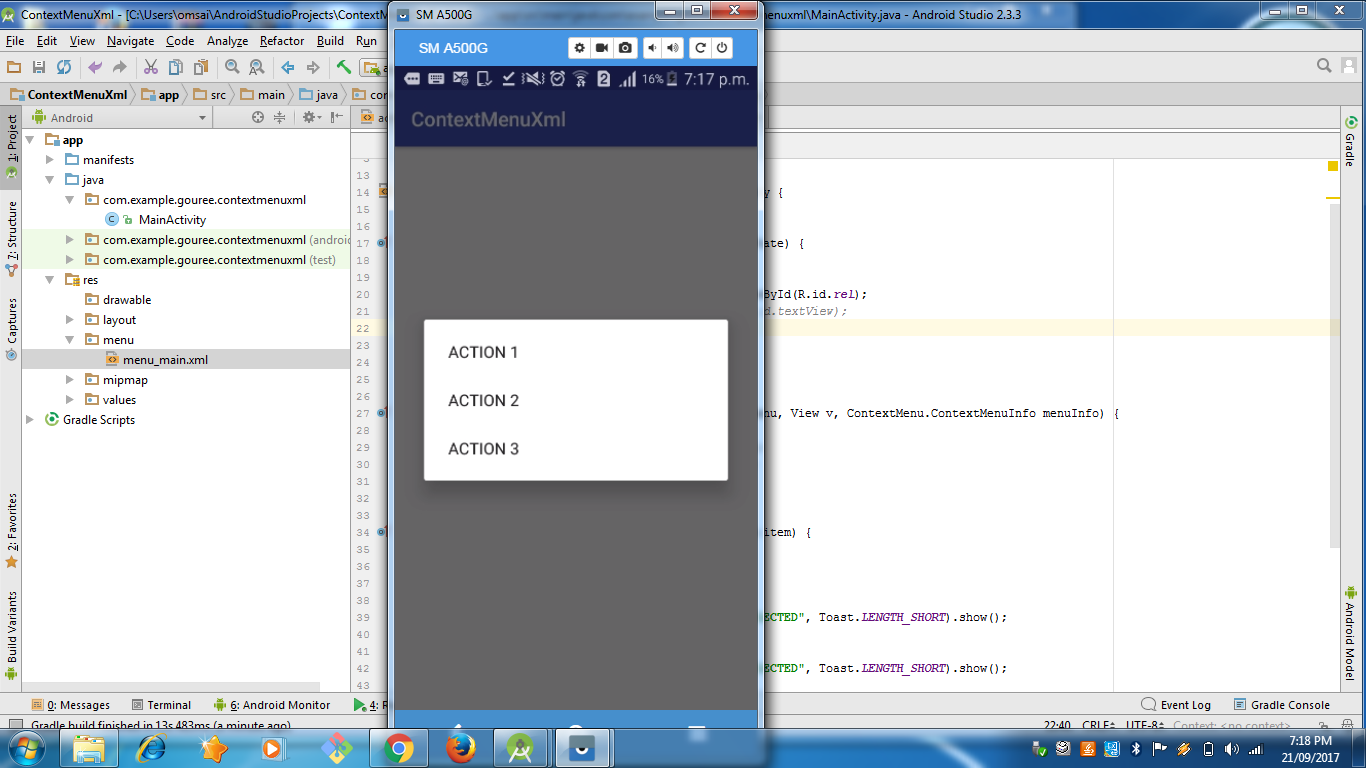 ContextMenuXml - [C:\Users\omsai\AndroidStudioProjects\ContextM
SM A500G
enuxml\MainActivity.java - Android Studio 2.3.3
File Edit View Navigate Code Analyze Refactor Build Run
SM A500G
16% 7:17 p.m.
ContextMenuXml app src main java
ContextMenuXml
1: Project
Android
app
manifests
java
com.example.gouree.contextmenuxml
MainActivity
com.example.gouree.contextmenuxml (androi
com.example.gouree.contextmenuxml (test)
res
drawable
layout
menu
menu_main.xml
mipmap
values
Gradle Scripts
7: Structure
Captures
2: Favorites
Build Variants
ACTION 1
ACTION 2
ACTION 3
13
14 y {
15
16
17 ate) {
18
19
20 ById(R.id.rel);
21 d.textView);
22
23
24
25
26
27 nu, View v, ContextMenu.ContextMenuInfo menuInfo) {
28
29
30
31
32
33
34 item) {
35
36
37
38
39 ECTED", Toast.LENGTH_SHORT).show();
40
41
42 ECTED", Toast.LENGTH_SHORT).show();
43
Gradle
Android Model
0: Messages Terminal 6: Android Monitor 4: R
Event Log Gradle Console
Gradle build finished in 13s 483ms (a minute ago)
22:40 CRLF UTF-8 Context: <no context>
7:18 PM
21/09/2017